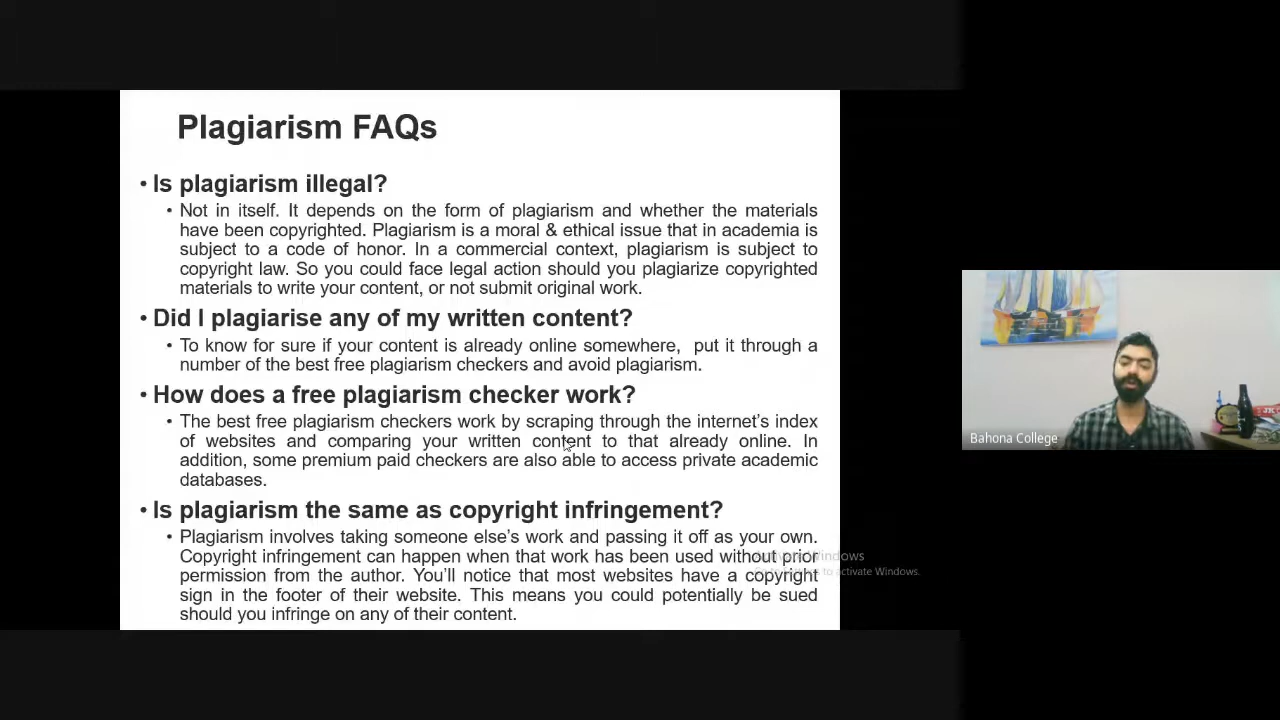 Plagiarism FAQs
• Is plagiarism illegal?
• Not in itself. It depends on the form of plagiarism and whether the materials
have been copyrighted. Plagiarism is a moral & ethical issue that in academia is
subject to a code of honor. In a commercial context, plagiarism is subject to
copyright law. So you could face legal action should you plagiarize copyrighted
materials to write your content, or not submit original work.
• Did I plagiarise any of my written content?
• To know for sure if your content is already online somewhere, put it through a
number of the best free plagiarism checkers and avoid plagiarism.
• How does a free plagiarism checker work?
• The best free plagiarism checkers work by scraping through the internet's index
of websites and comparing your written content to that already online. In
addition, some premium paid checkers are also able to access private academic
databases.
• Is plagiarism the same as copyright infringement?
• Plagiarism involves taking someone else's work and passing it off as your own.
Copyright infringement can happen when that work has been used without prior
permission from the author. You'll notice that most websites have a copyright
sign in the footer of their website. This means you could potentially be sued
should you infringe on any of their content.
Activate Windows
to activate Windows.
Bahona College
JK